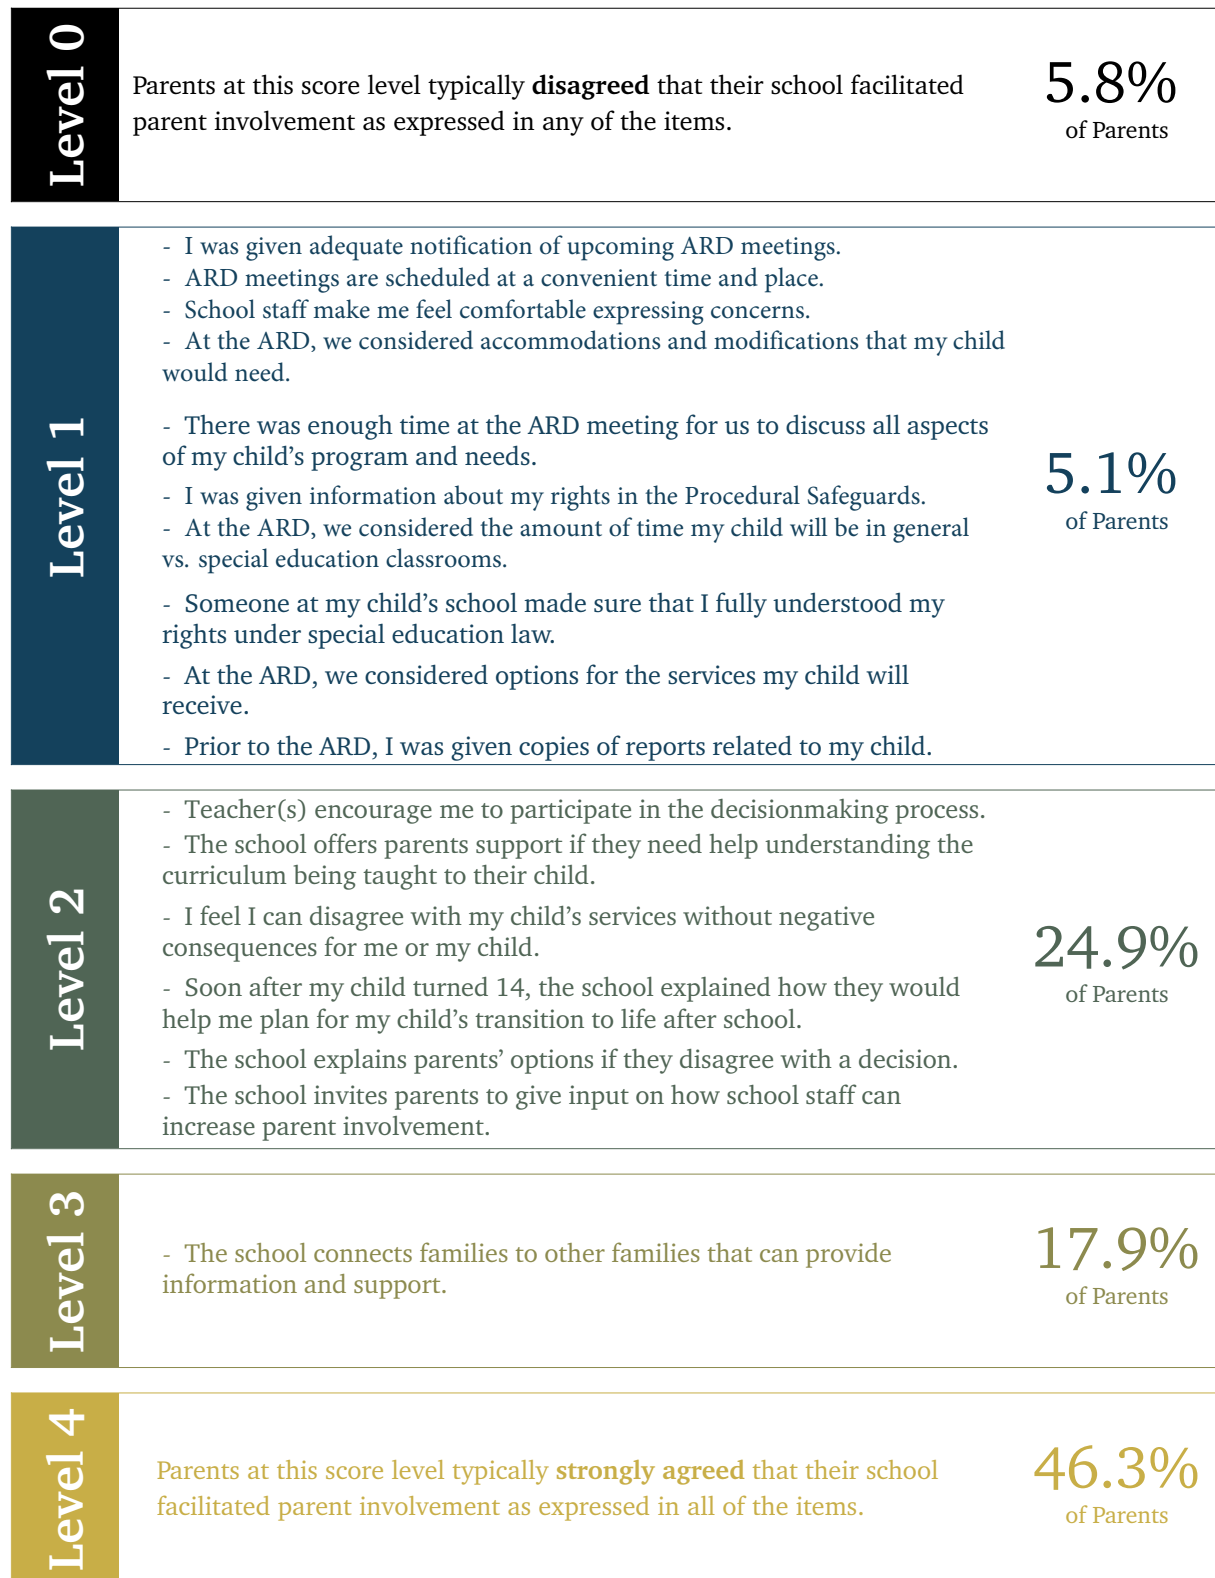 Level 0
Parents at this score level typically disagreed that their school facilitated
parent involvement as expressed in any of the items.
5.8%
of Parents
Level 1
- I was given adequate notification of upcoming ARD meetings.
- ARD meetings are scheduled at a convenient time and place.
- School staff make me feel comfortable expressing concerns.
- At the ARD, we considered accommodations and modifications that my child
would need.
- There was enough time at the ARD meeting for us to discuss all aspects
of my child's program and needs.
- I was given information about my rights in the Procedural Safeguards.
- At the ARD, we considered the amount of time my child will be in general
vs. special education classrooms.
- Someone at my child's school made sure that I fully understood my
rights under special education law.
- At the ARD, we considered options for the services my child will
receive.
- Prior to the ARD, I was given copies of reports related to my child.
5.1%
of Parents
Level 2
- Teacher(s) encourage me to participate in the decisionmaking process.
- The school offers parents support if they need help understanding the
curriculum being taught to their child.
- I feel I can disagree with my child's services without negative
consequences for me or my child.
- Soon after my child turned 14, the school explained how they would
help me plan for my child's transition to life after school.
- The school explains parents' options if they disagree with a decision.
- The school invites parents to give input on how school staff can
increase parent involvement.
24.9%
of Parents
Level 3
- The school connects families to other families that can provide
information and support.
17.9%
of Parents
Level 4
Parents at this score level typically strongly agreed that their school
facilitated parent involvement as expressed in all of the items.
46.3%
of Parents